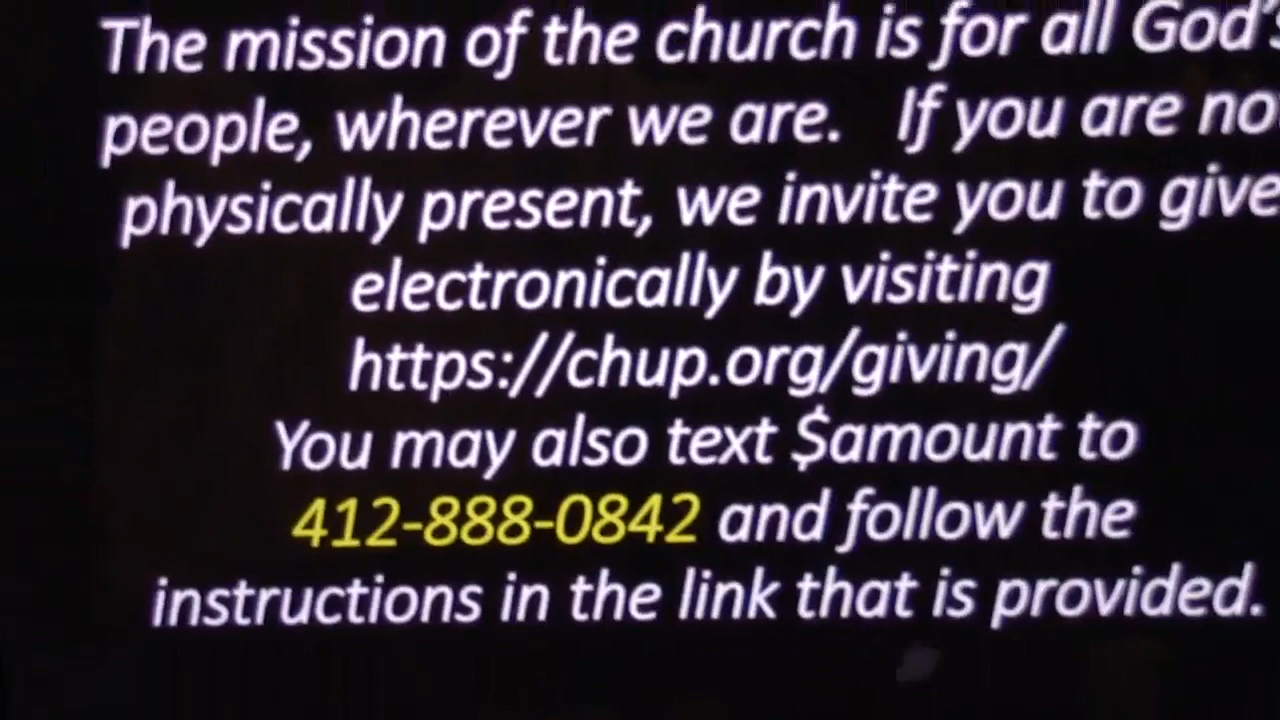 The mission of the church is for all God's
people, wherever we are. If you are no
physically present, we invite you to give
electronically by visiting
https://chup.org/giving/
You may also text $amount to
412-888-0842 and follow the
instructions in the link that is provided.